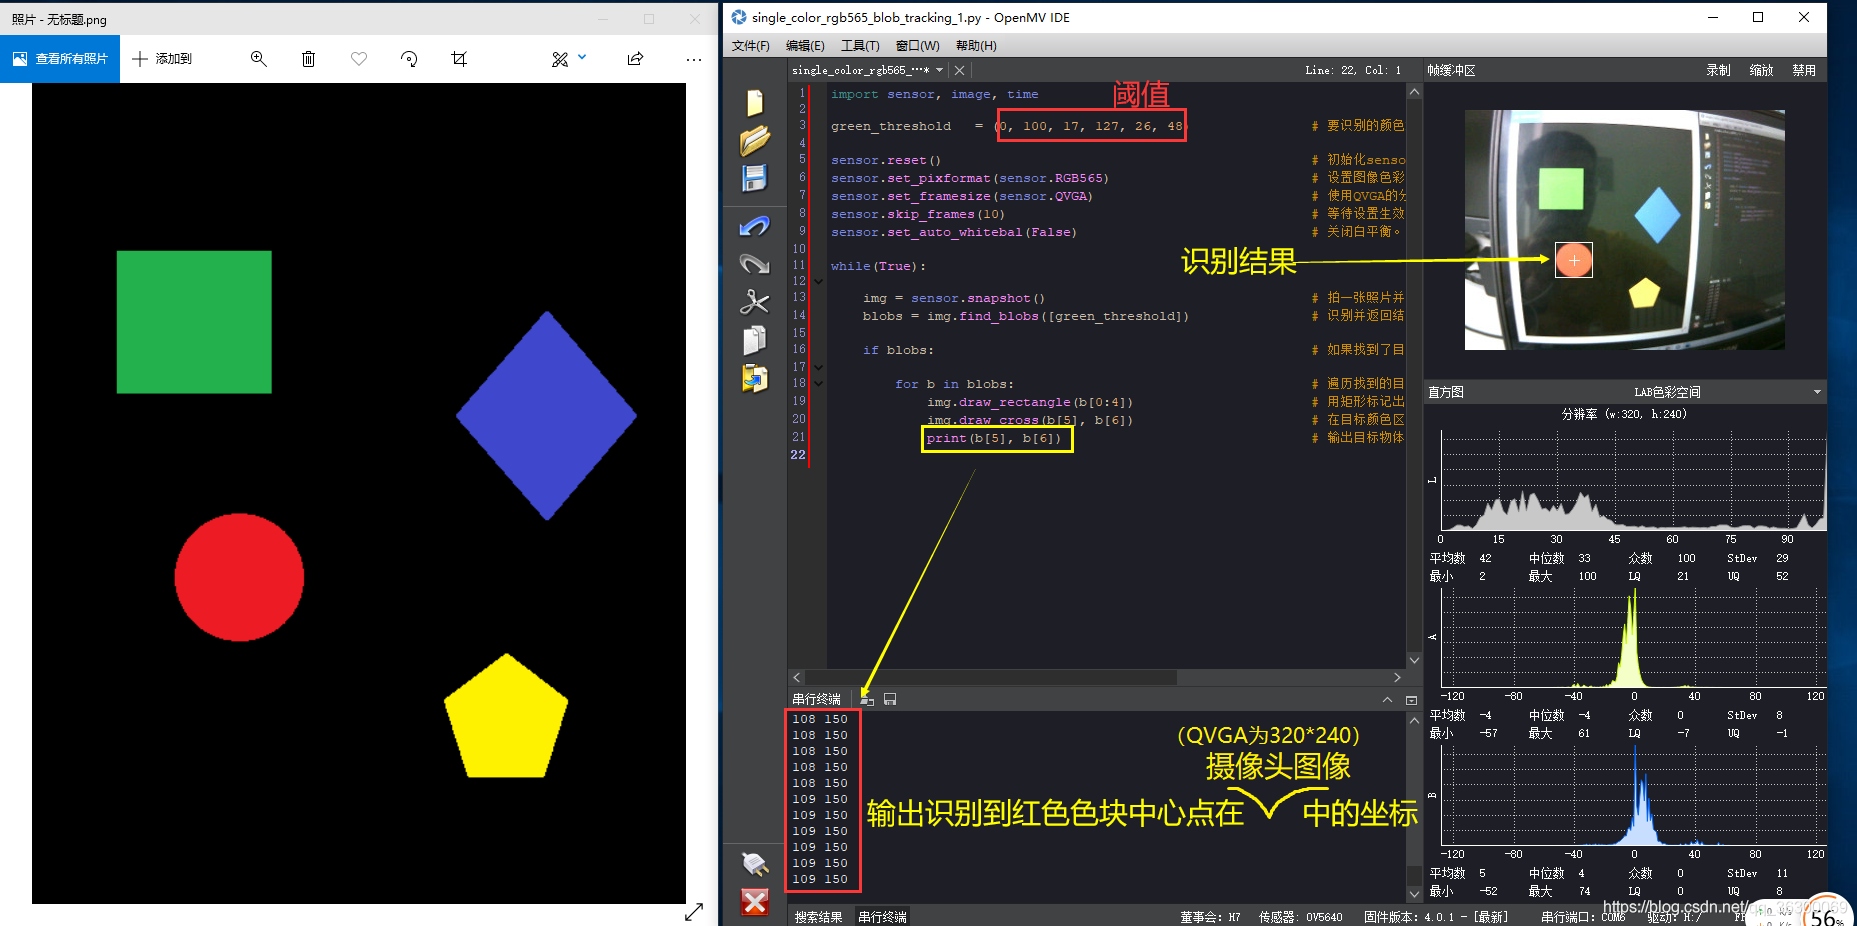 照片 - 无标题.png
查看所有照片
添加到
single_color_rgb565_blob_tracking_1.py - OpenMV IDE
文件(F) 编辑(E) 工具(T) 窗口(W) 帮助(H)
single_color_rgb565_···*
Line: 22, Col: 1
帧缓冲区
录制 缩放 禁用
阈值
1 import sensor, image, time
2
3 green_threshold = (0, 100, 17, 127, 26, 48 # 要识别的颜色
4
5 sensor.reset() # 初始化senso
6 sensor.set_pixformat(sensor.RGB565) # 设置图像色彩
7 sensor.set_framesize(sensor.QVGA) # 使用QVGA的分
8 sensor.skip_frames(10) # 等待设置生效
9 sensor.set_auto_whitebal(False) # 关闭白平衡。
10
11 while(True):
12
13 img = sensor.snapshot() # 拍一张照片并
14 blobs = img.find_blobs([green_threshold]) # 识别并返回结
15
16 if blobs: # 如果找到了目
17
18 for b in blobs: # 遍历找到的目
19 img.draw_rectangle(b[0:4]) # 用矩形标记出
20 img.draw_cross(b[5], b[6]) # 在目标颜色区
21 print(b[5], b[6]) # 输出目标物体
22
识别结果
直方图 LAB色彩空间
分辨率 (w:320, h:240)
L
0 15 30 45 60 75 90
平均数 42 中位数 33 众数 100 StDev 29
最小 2 最大 100 LQ 21 UQ 52
A
-120 -80 -40 0 40 80 120
平均数 -4 中位数 -4 众数 0 StDev 8
最小 -57 最大 61 LQ -7 UQ -1
B
-120 -80 -40 0 40 80 120
平均数 5 中位数 4 众数 0 StDev 11
最小 -52 最大 74 LQ 0 UQ 8
串行终端
108 150
108 150
108 150
108 150
108 150
109 150
109 150
109 150
109 150
109 150
109 150
（QVGA为320*240）
摄像头图像
输出识别到红色色块中心点在 中的坐标
搜索结果 串行终端
董事会: H7 传感器: OV5640 固件版本: 4.0.1 - [最新] 串行端口: COM6 驱动: H:/
https://blog.csdn.net/qq_36300069
56%